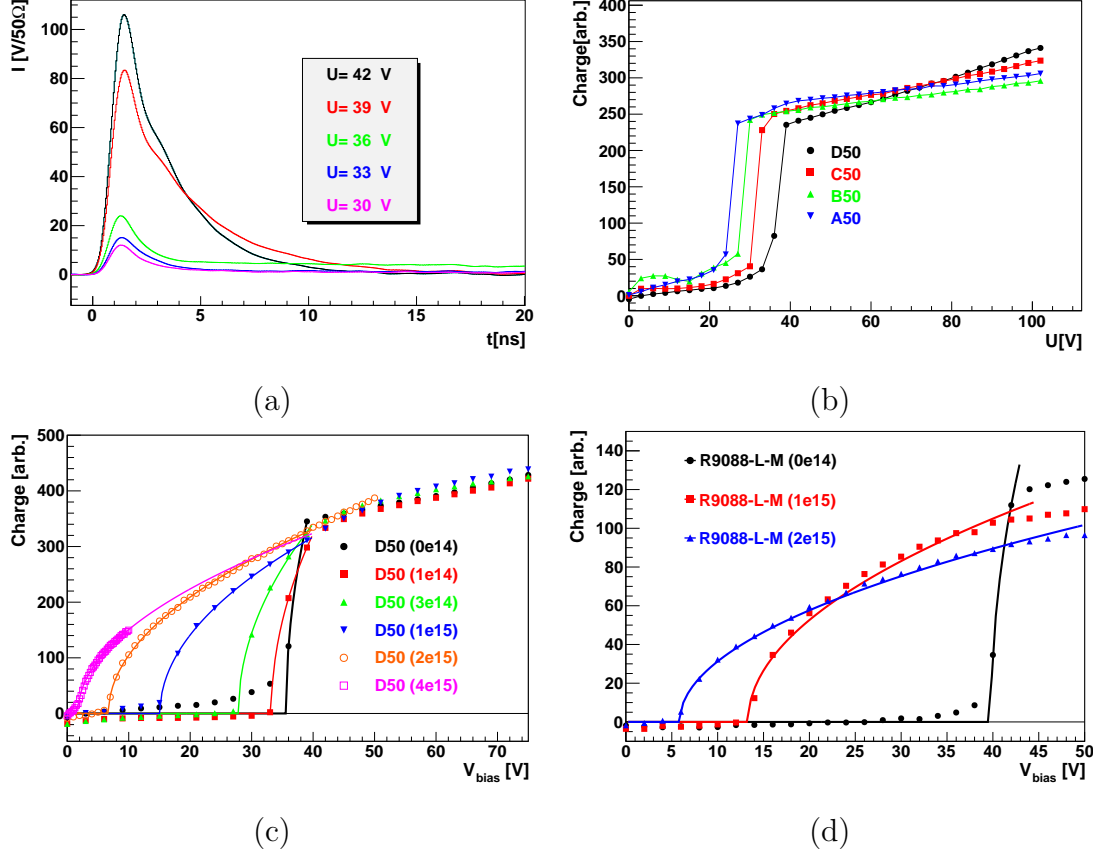 I [V/50Ω]
100
80
60
40
20
0
U= 42 V
U= 39 V
U= 36 V
U= 33 V
U= 30 V
0 5 10 15 20
t[ns]
(a)
Charge[arb.]
400
350
300
250
200
150
100
50
0
D50
C50
B50
A50
0 20 40 60 80 100
U[V]
(b)
Charge [arb.]
500
400
300
200
100
0
D50 (0e14)
D50 (1e14)
D50 (3e14)
D50 (1e15)
D50 (2e15)
D50 (4e15)
0 10 20 30 40 50 60 70
V_bias [V]
(c)
Charge [arb.]
140
120
100
80
60
40
20
0
R9088-L-M (0e14)
R9088-L-M (1e15)
R9088-L-M (2e15)
0 5 10 15 20 25 30 35 40 45 50
V_bias [V]
(d)